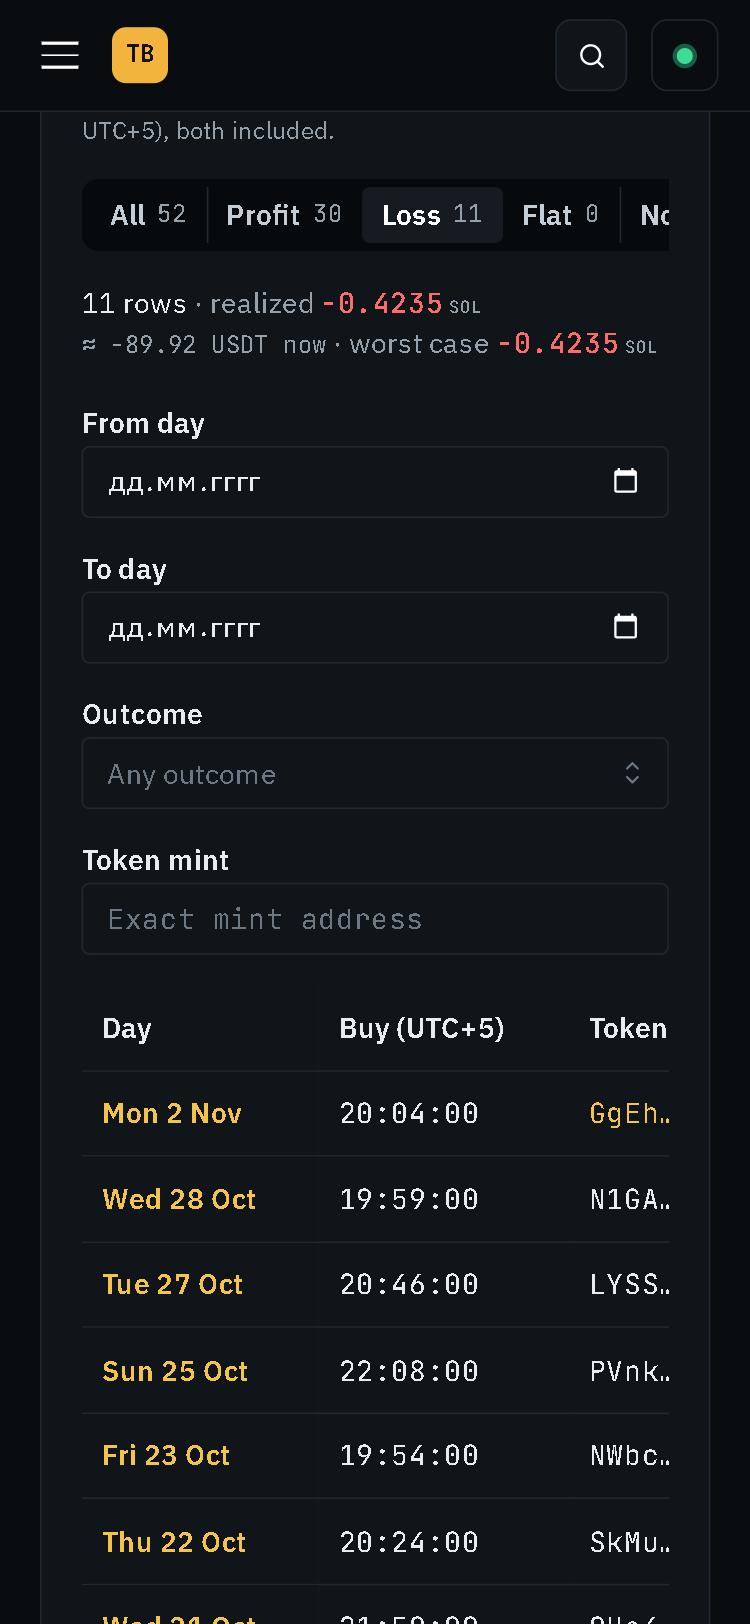 TB
UTC+5), both included.
All 52 Profit 30 Loss 11 Flat 0 No
11 rows · realized -0.4235 SOL
≈ -89.92 USDT now · worst case -0.4235 SOL
From day
дд.мм.гггг
To day
дд.мм.гггг
Outcome
Any outcome
Token mint
Exact mint address
Day Buy (UTC+5) Token
Mon 2 Nov 20:04:00 GgEh…
Wed 28 Oct 19:59:00 N1GA…
Tue 27 Oct 20:46:00 LYSS…
Sun 25 Oct 22:08:00 PVnk…
Fri 23 Oct 19:54:00 NWbc…
Thu 22 Oct 20:24:00 SkMu…